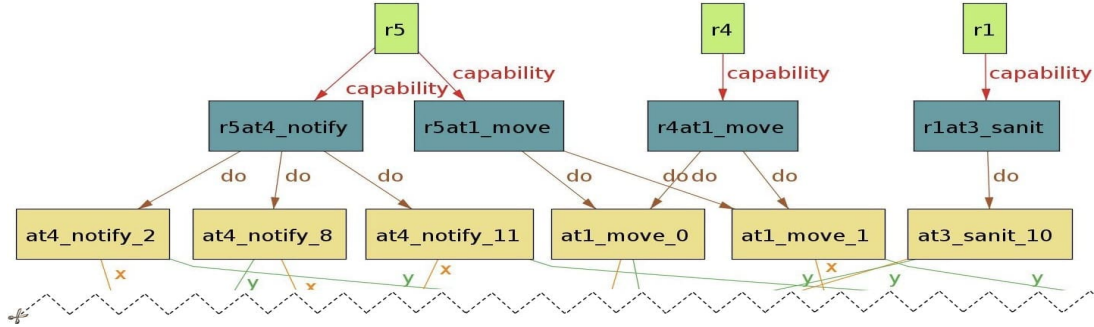 r5
r4
r1
capability
capability
capability
capability
r5at4_notify
r5at1_move
r4at1_move
r1at3_sanit
do
do
do
do
do
do
do
do
at4_notify_2
at4_notify_8
at4_notify_11
at1_move_0
at1_move_1
at3_sanit_10
x
y
x
y
x
y
x
y
y